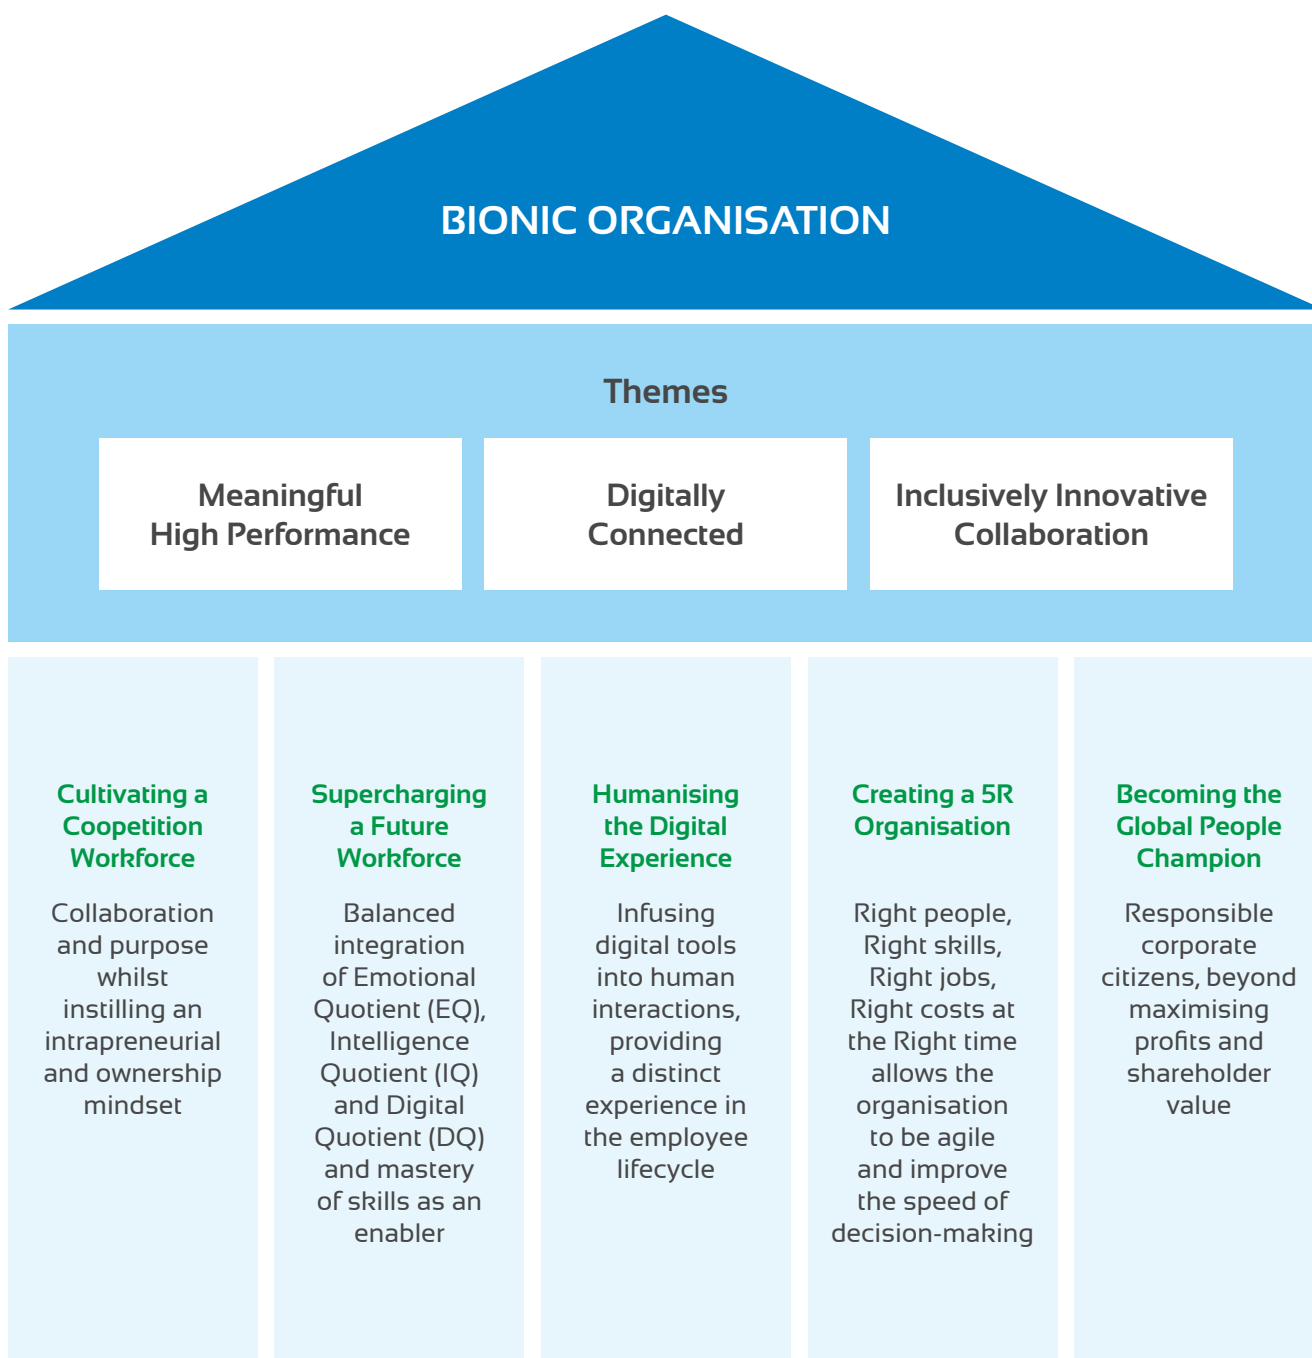 BIONIC ORGANISATION
Themes
Meaningful
High Performance
Digitally
Connected
Inclusively Innovative
Collaboration
Cultivating a
Coopetition
Workforce
Collaboration
and purpose
whilst
instilling an
intrapreneurial
and ownership
mindset
Supercharging
a Future
Workforce
Balanced
integration
of Emotional
Quotient (EQ),
Intelligence
Quotient (IQ)
and Digital
Quotient (DQ)
and mastery
of skills as an
enabler
Humanising
the Digital
Experience
Infusing
digital tools
into human
interactions,
providing
a distinct
experience in
the employee
lifecycle
Creating a 5R
Organisation
Right people,
Right skills,
Right jobs,
Right costs at
the Right time
allows the
organisation
to be agile
and improve
the speed of
decision-making
Becoming the
Global People
Champion
Responsible
corporate
citizens, beyond
maximising
profits and
shareholder
value